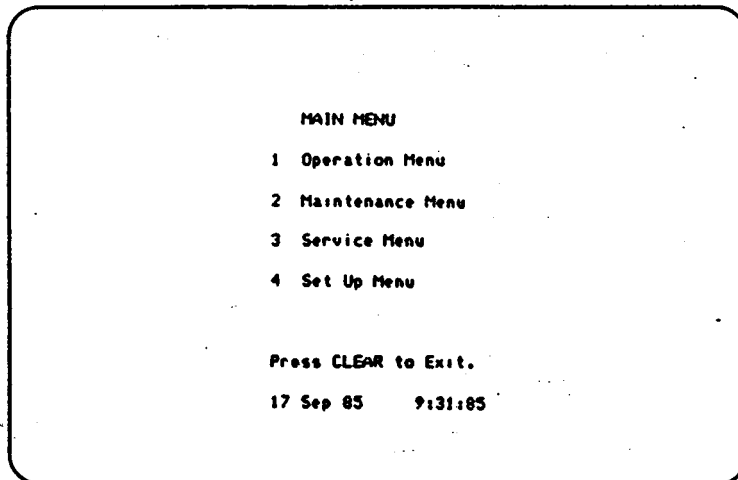 MAIN MENU
1 Operation Menu
2 Maintenance Menu
3 Service Menu
4 Set Up Menu
Press CLEAR to Exit.
17 Sep 85 9:31:85